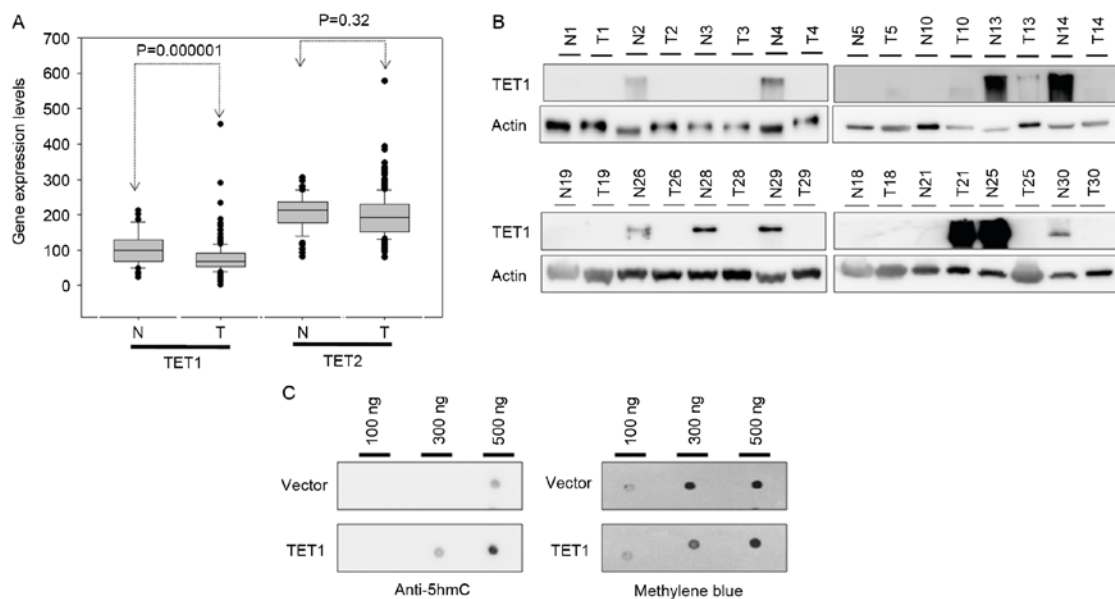 A
P=0.32
P=0.000001
Gene expression levels
700
600
500
400
300
200
100
0
N T N T
TET1 TET2
B
N1 T1 N2 T2 N3 T3 N4 T4
TET1
Actin
N5 T5 N10 T10 N13 T13 N14 T14
N19 T19 N26 T26 N28 T28 N29 T29
TET1
Actin
N18 T18 N21 T21 N25 T25 N30 T30
C
100 ng 300 ng 500 ng
Vector
TET1
Anti-5hmC
100 ng 300 ng 500 ng
Vector
TET1
Methylene blue